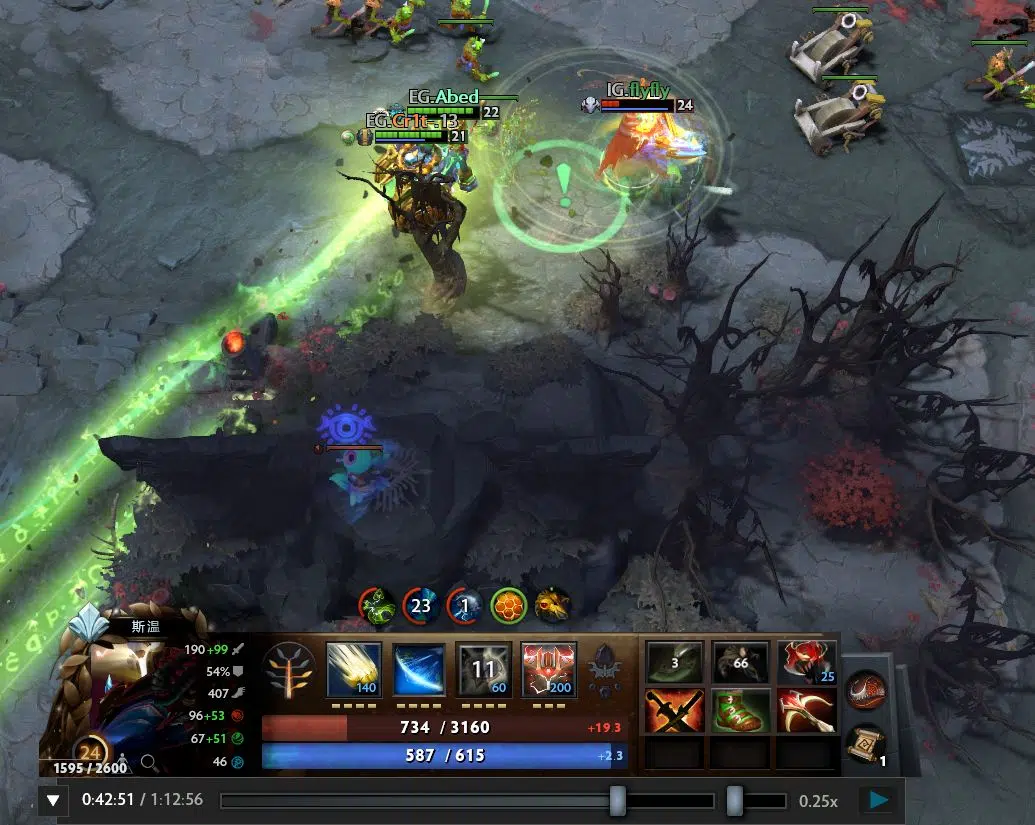 EG.Abed
22
IG.flyfly
24
EG.Cr1t-.13
21
23
1
斯温
190+99
54%
407
96+53
67+51
46
24
1595 / 2600
140
11
60
200
734 / 3160
+19.3
587 / 615
+2.3
3
66
25
1
0:42:51 / 1:12:56
0.25x